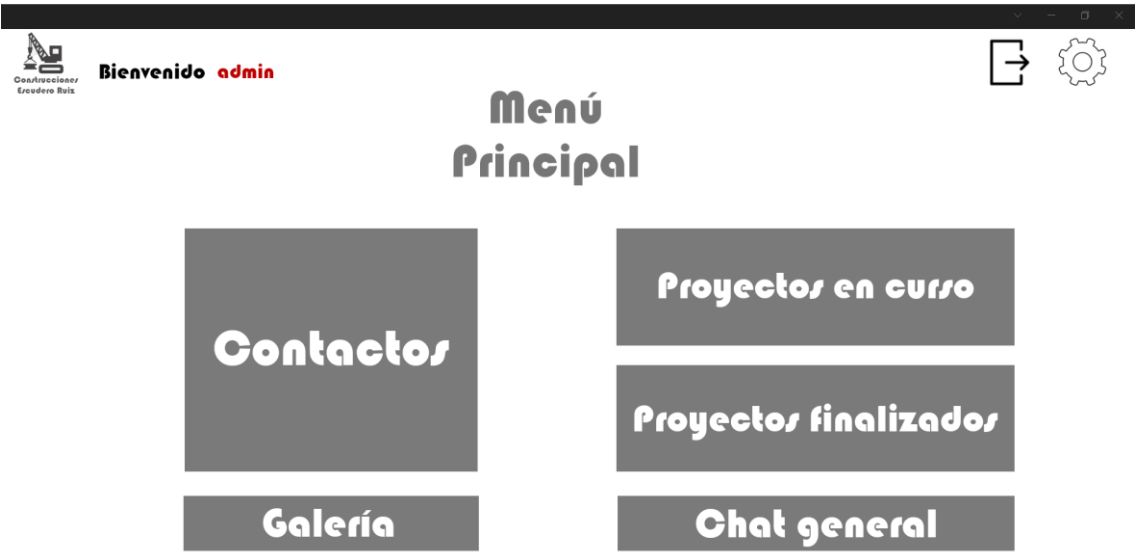 Construcciones
Escudero Ruiz
Bienvenido admin
Menú
Principal
Contactos
Proyectos en curso
Proyectos finalizados
Galería
Chat general